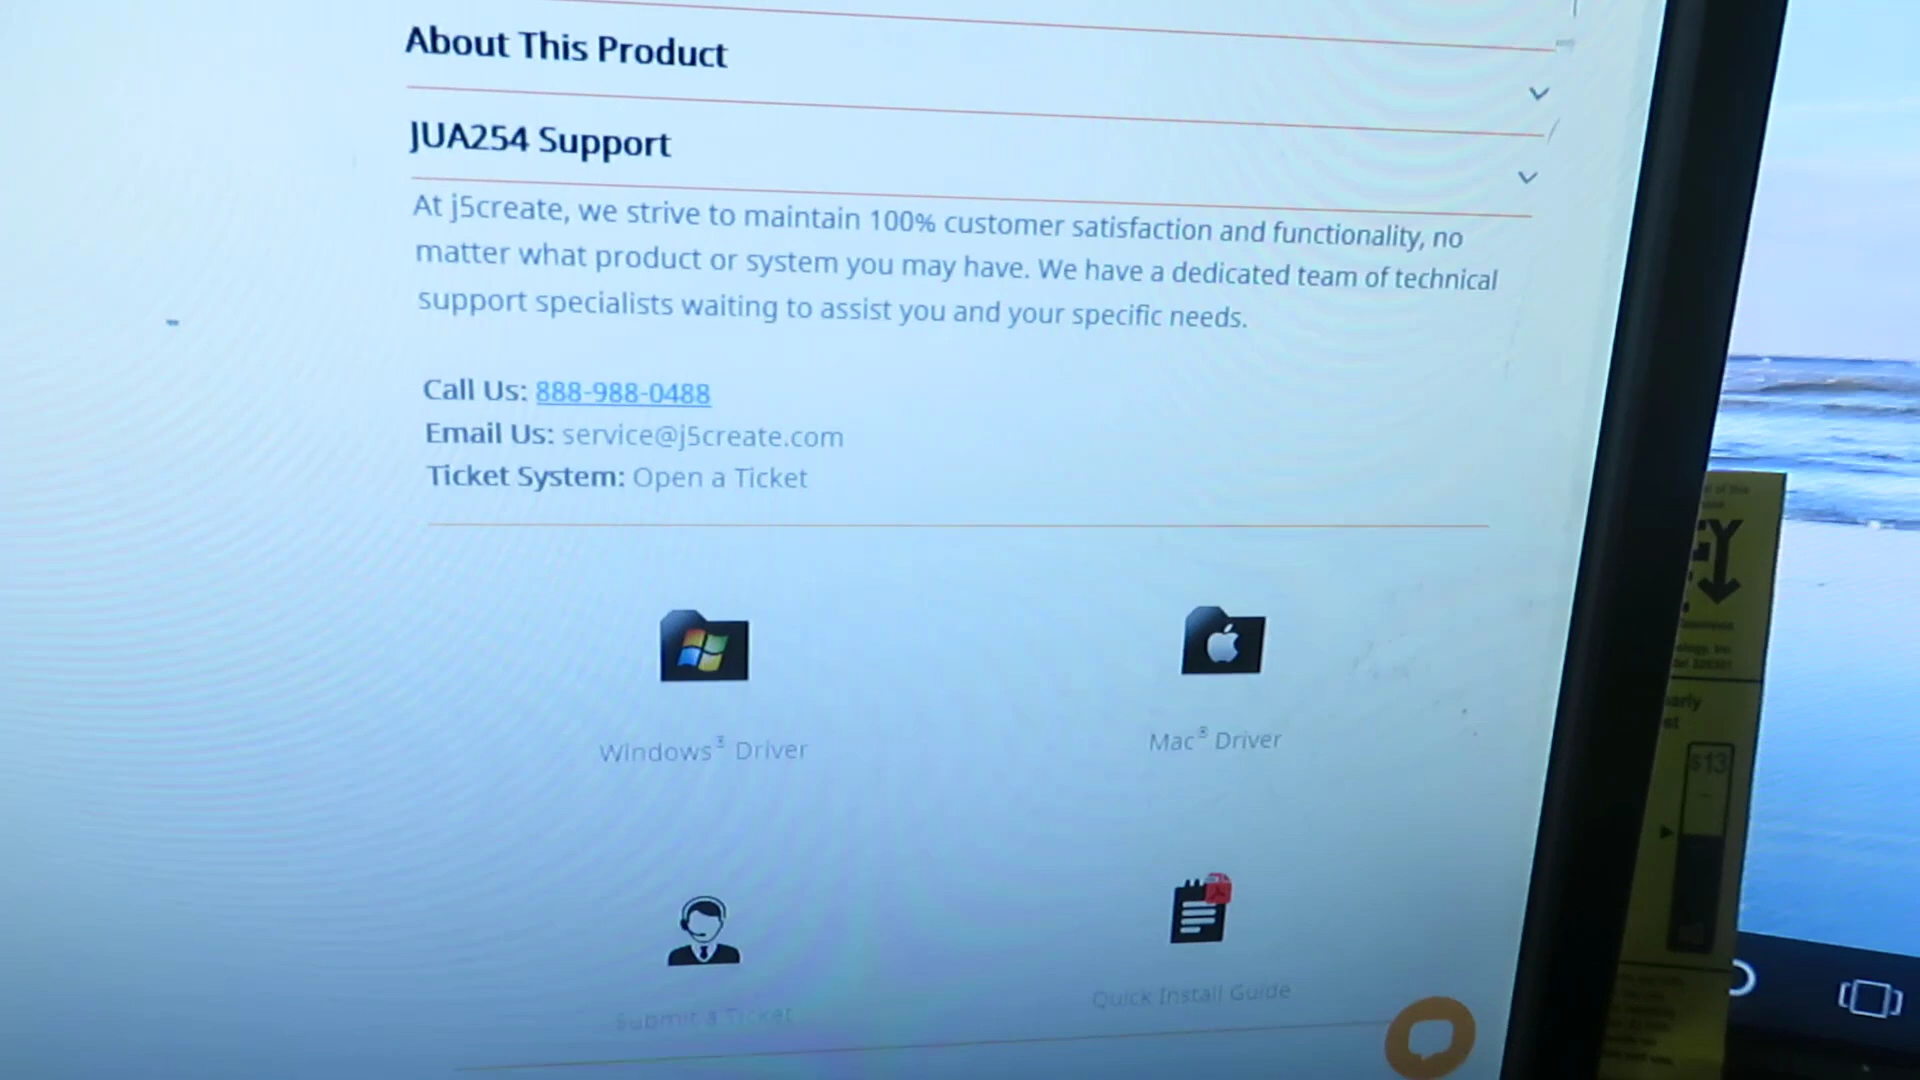 About This Product
JUA254 Support
At j5create, we strive to maintain 100% customer satisfaction and functionality, no
matter what product or system you may have. We have a dedicated team of technical
support specialists waiting to assist you and your specific needs.
Call Us: 888-988-0488
Email Us: service@j5create.com
Ticket System: Open a Ticket
Windows® Driver
Mac® Driver
Submit a Ticket
Quick Install Guide
$13